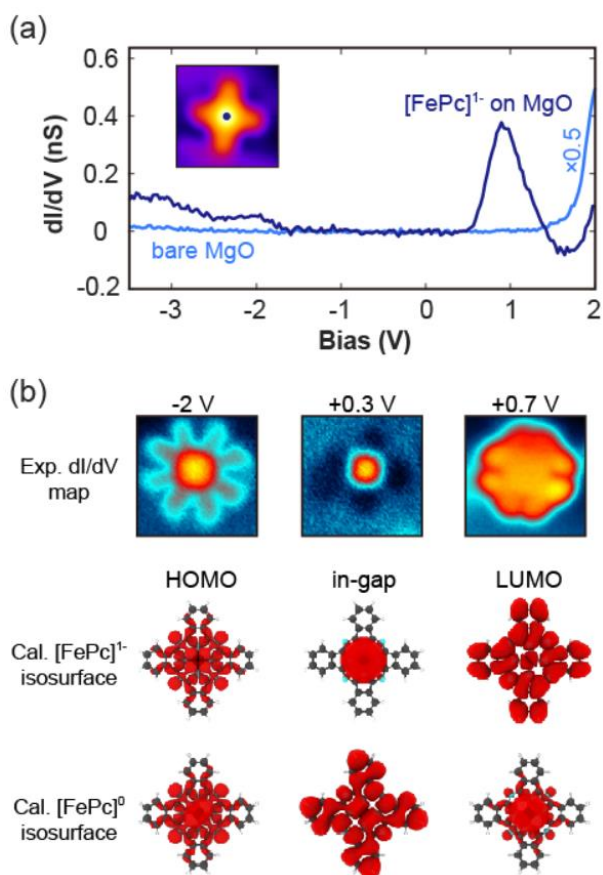 (a)
0.6
0.4
0.2
0
-0.2
dI/dV (nS)
[FePc]¹⁻ on MgO
×0.5
bare MgO
-3 -2 -1 0 1 2
Bias (V)
(b)
-2 V +0.3 V +0.7 V
Exp. dI/dV
map
HOMO in-gap LUMO
Cal. [FePc]¹⁻
isosurface
Cal. [FePc]⁰
isosurface